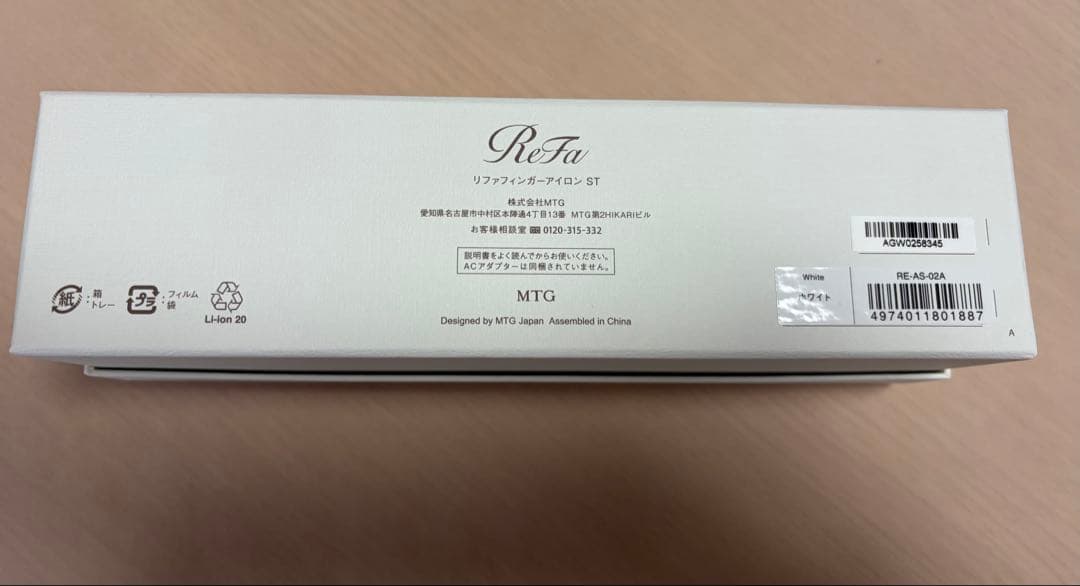 ReFa
リファフィンガーアイロン ST
株式会社MTG
愛知県名古屋市中村区本陣通4丁目13番 MTG第2HIKARIビル
お客様相談室 0120-315-332
説明書をよく読んでからお使いください。
ACアダプターは同梱されていません。
MTG
Designed by MTG Japan Assembled in China
紙 : 箱
トレー
プラ : フィルム
袋
Li-ion 20
AGW0258345
White
ホワイト
RE-AS-02A
4974011801887
A